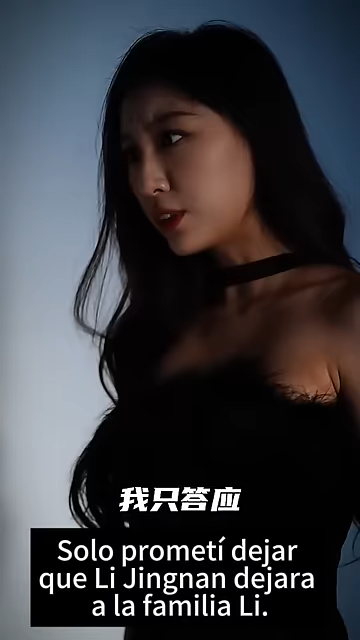 我只答应
Solo prometí dejar
que Li Jingnan dejara
a la familia Li.